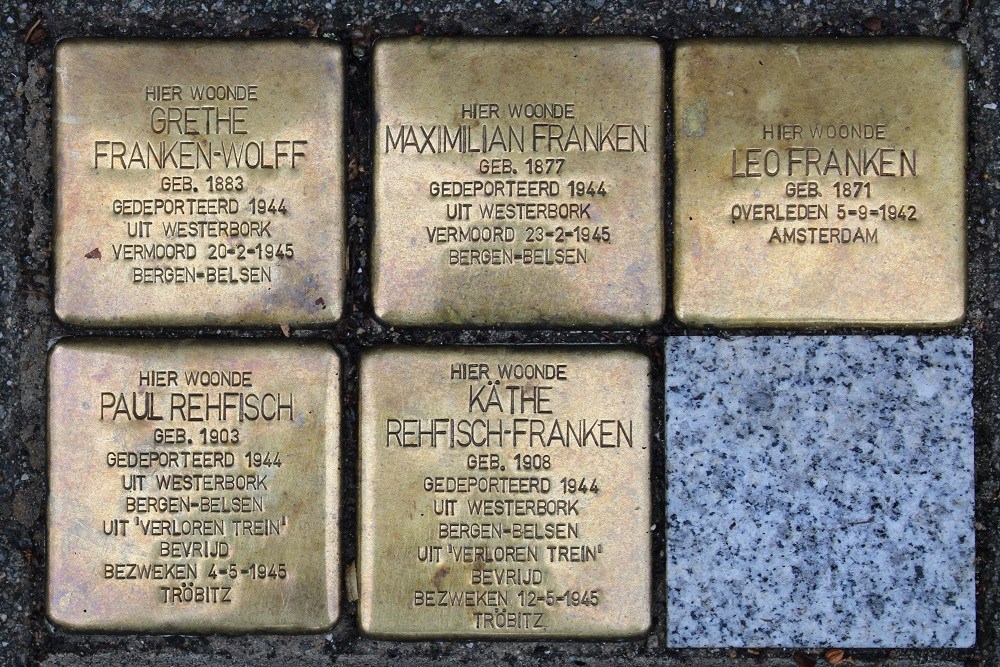 HIER WOONDE
GRETHE
FRANKEN-WOLFF
GEB. 1883
GEDEPORTEERD 1944
UIT WESTERBORK
VERMOORD 20-2-1945
BERGEN-BELSEN
HIER WOONDE
MAXIMILIAN FRANKEN
GEB. 1877
GEDEPORTEERD 1944
UIT WESTERBORK
VERMOORD 23-2-1945
BERGEN-BELSEN
HIER WOONDE
LEO FRANKEN
GEB. 1871
OVERLEDEN 5-9-1942
AMSTERDAM
HIER WOONDE
PAUL REHFISCH
GEB. 1903
GEDEPORTEERD 1944
UIT WESTERBORK
BERGEN-BELSEN
UIT 'VERLOREN TREIN'
BEVRIJD
BEZWEKEN 4-5-1945
TRÖBITZ
HIER WOONDE
KÄTHE
REHFISCH-FRANKEN
GEB. 1908
GEDEPORTEERD 1944
UIT WESTERBORK
BERGEN-BELSEN
UIT 'VERLOREN TREIN'
BEVRIJD
BEZWEKEN 12-5-1945
TRÖBITZ